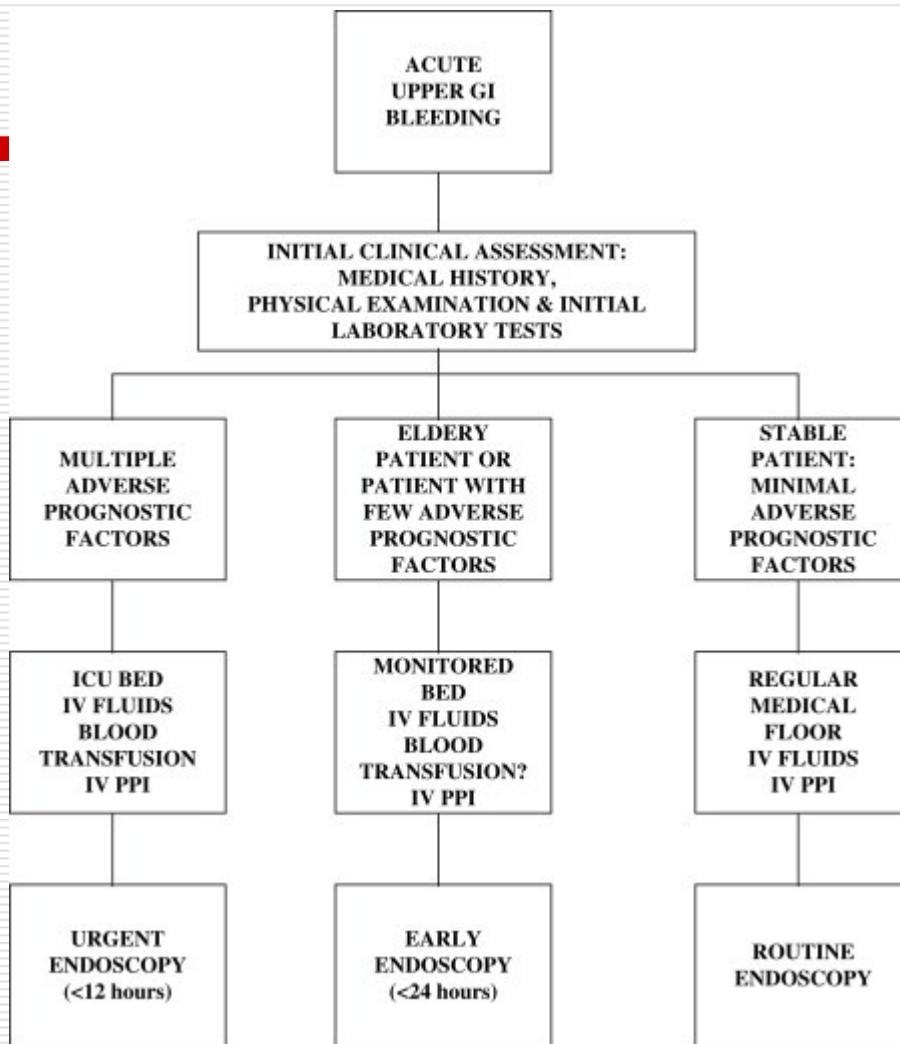 ACUTE
UPPER GI
BLEEDING
INITIAL CLINICAL ASSESSMENT:
MEDICAL HISTORY,
PHYSICAL EXAMINATION & INITIAL
LABORATORY TESTS
MULTIPLE
ADVERSE
PROGNOSTIC
FACTORS
ELDERY
PATIENT OR
PATIENT WITH
FEW ADVERSE
PROGNOSTIC
FACTORS
STABLE
PATIENT:
MINIMAL
ADVERSE
PROGNOSTIC
FACTORS
ICU BED
IV FLUIDS
BLOOD
TRANSFUSION
IV PPI
MONITORED
BED
IV FLUIDS
BLOOD
TRANSFUSION?
IV PPI
REGULAR
MEDICAL
FLOOR
IV FLUIDS
IV PPI
URGENT
ENDOSCOPY
(<12 hours)
EARLY
ENDOSCOPY
(<24 hours)
ROUTINE
ENDOSCOPY